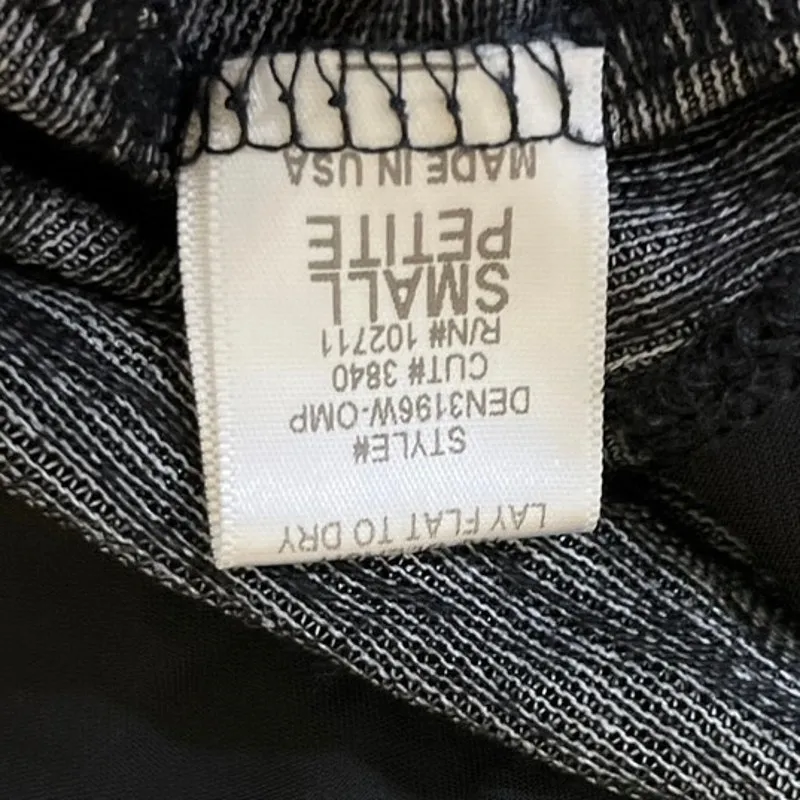 LAY FLAT TO DRY
STYLE#
DEN3196W-OMP
CUT# 3840
R/N# 102711
SMALL
PETITE
MADE IN USA